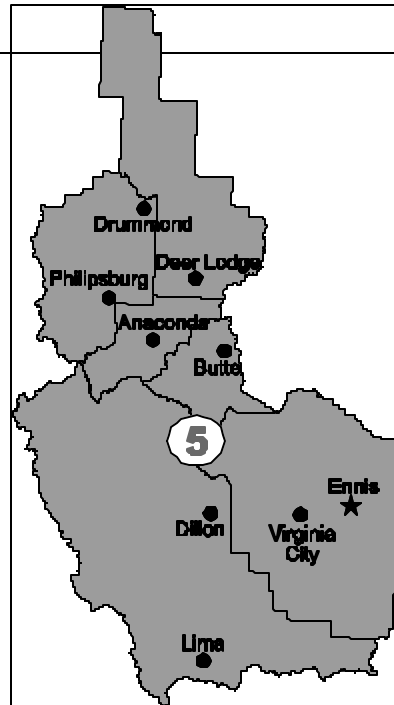 Drummond
Deer Lodge
Philipsburg
Anaconda
Butte
5
Ennis
Dillon
Virginia
City
Lima